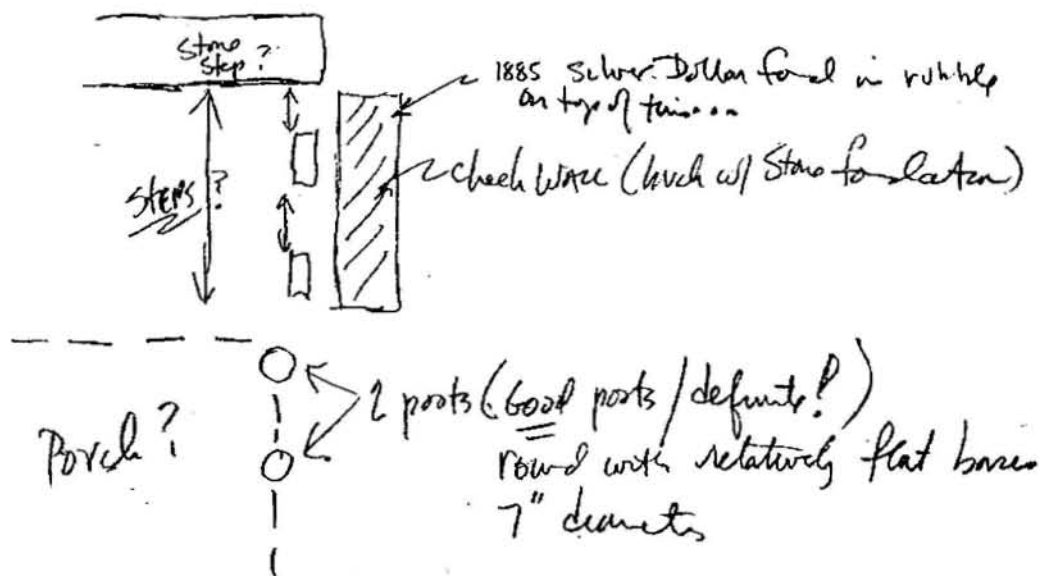 Stone
Step ?
1885 Silver Dollar found in rubble
on top of this...
Cheek Wall (brick w/ Stone foundation)
STEPS ?
2 posts (Good posts / definite!)
Porch ?
round with relatively flat bases
7" diameter